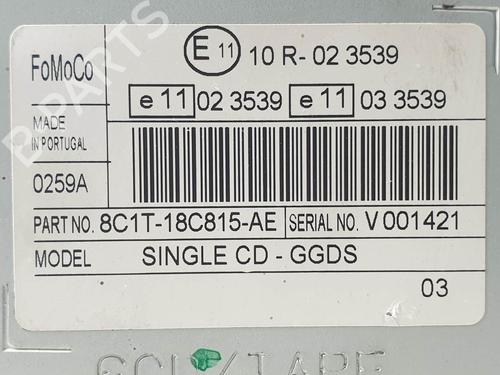 FoMoCo
E 11 10 R- 02 3539
e 11 02 3539 e 11 03 3539
MADE
IN PORTUGAL
0259A
PART NO. 8C1T-18C815-AE SERIAL NO. V 001421
MODEL SINGLE CD - GGDS
03